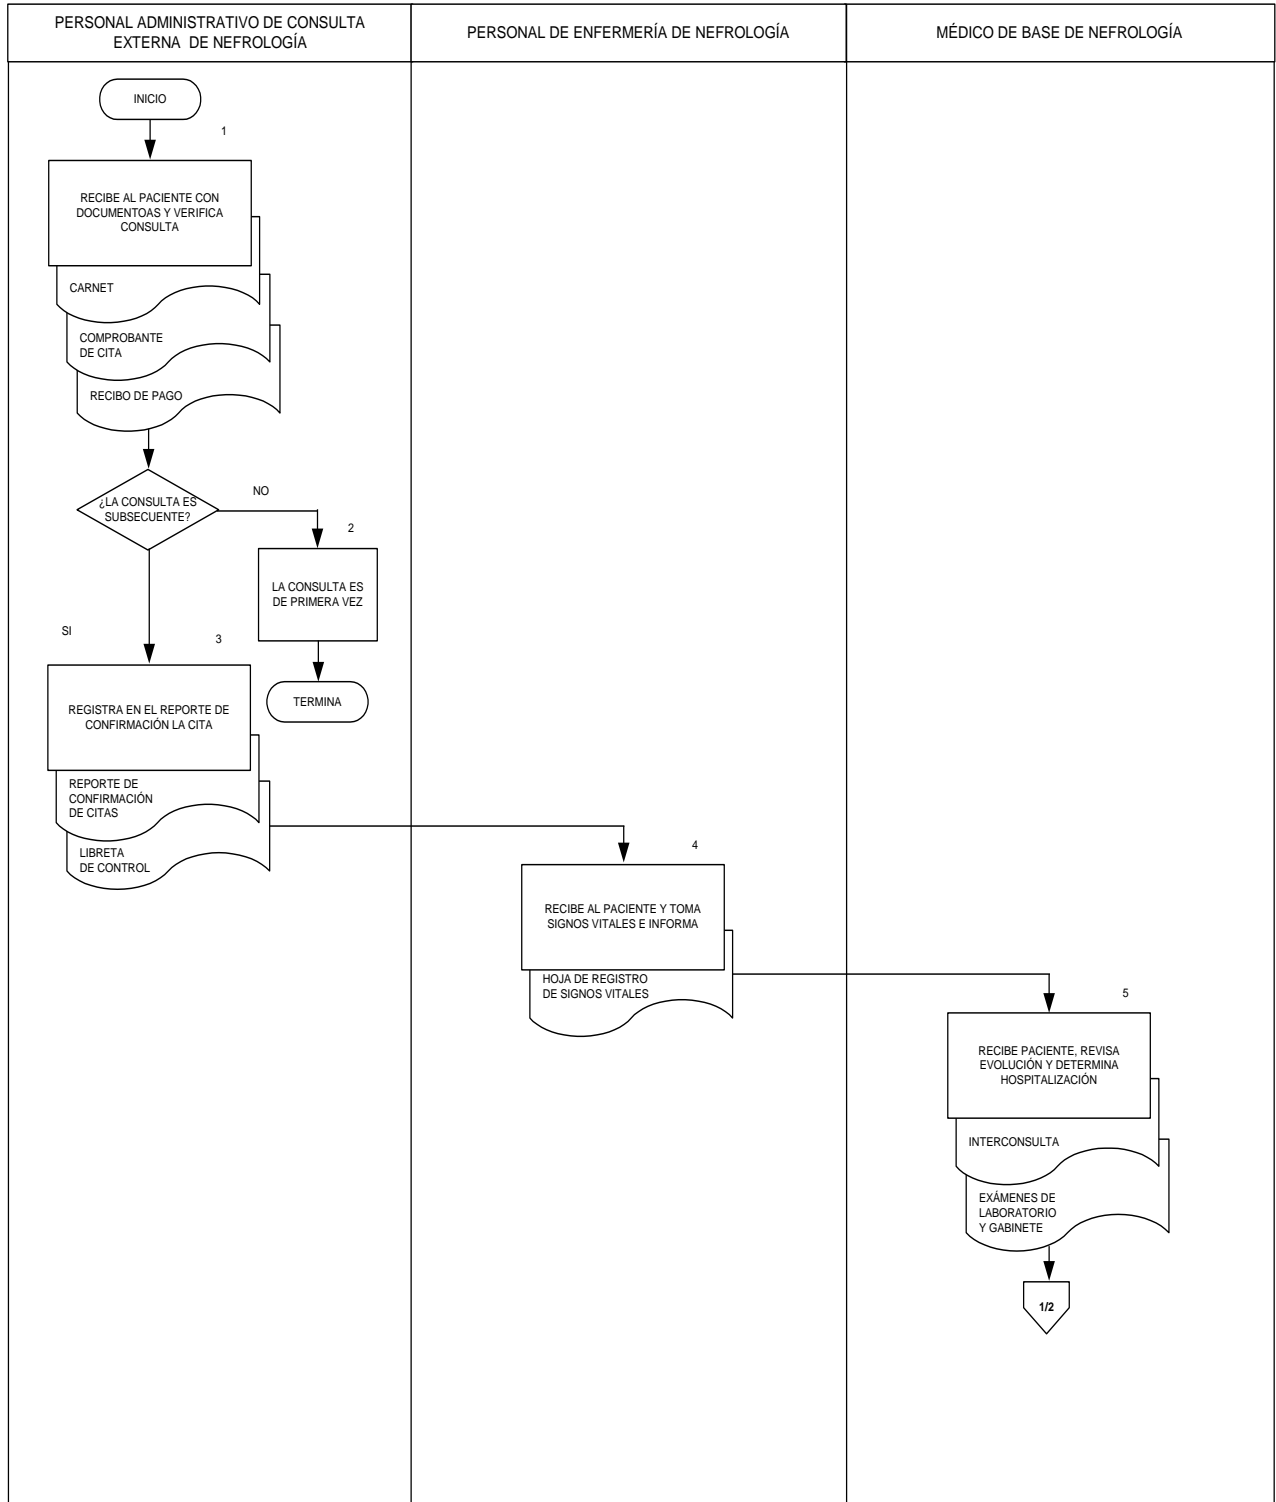 PERSONAL ADMINISTRATIVO DE CONSULTA
EXTERNA DE NEFROLOGÍA
PERSONAL DE ENFERMERÍA DE NEFROLOGÍA
MÉDICO DE BASE DE NEFROLOGÍA
INICIO
1
RECIBE AL PACIENTE CON
DOCUMENTOAS Y VERIFICA
CONSULTA
CARNET
COMPROBANTE
DE CITA
RECIBO DE PAGO
¿LA CONSULTA ES
SUBSECUENTE?
NO
2
LA CONSULTA ES
DE PRIMERA VEZ
TERMINA
SI
3
REGISTRA EN EL REPORTE DE
CONFIRMACIÓN LA CITA
REPORTE DE
CONFIRMACIÓN
DE CITAS
LIBRETA
DE CONTROL
4
RECIBE AL PACIENTE Y TOMA
SIGNOS VITALES E INFORMA
HOJA DE REGISTRO
DE SIGNOS VITALES
5
RECIBE PACIENTE, REVISA
EVOLUCIÓN Y DETERMINA
HOSPITALIZACIÓN
INTERCONSULTA
EXÁMENES DE
LABORATORIO
Y GABINETE
1/2